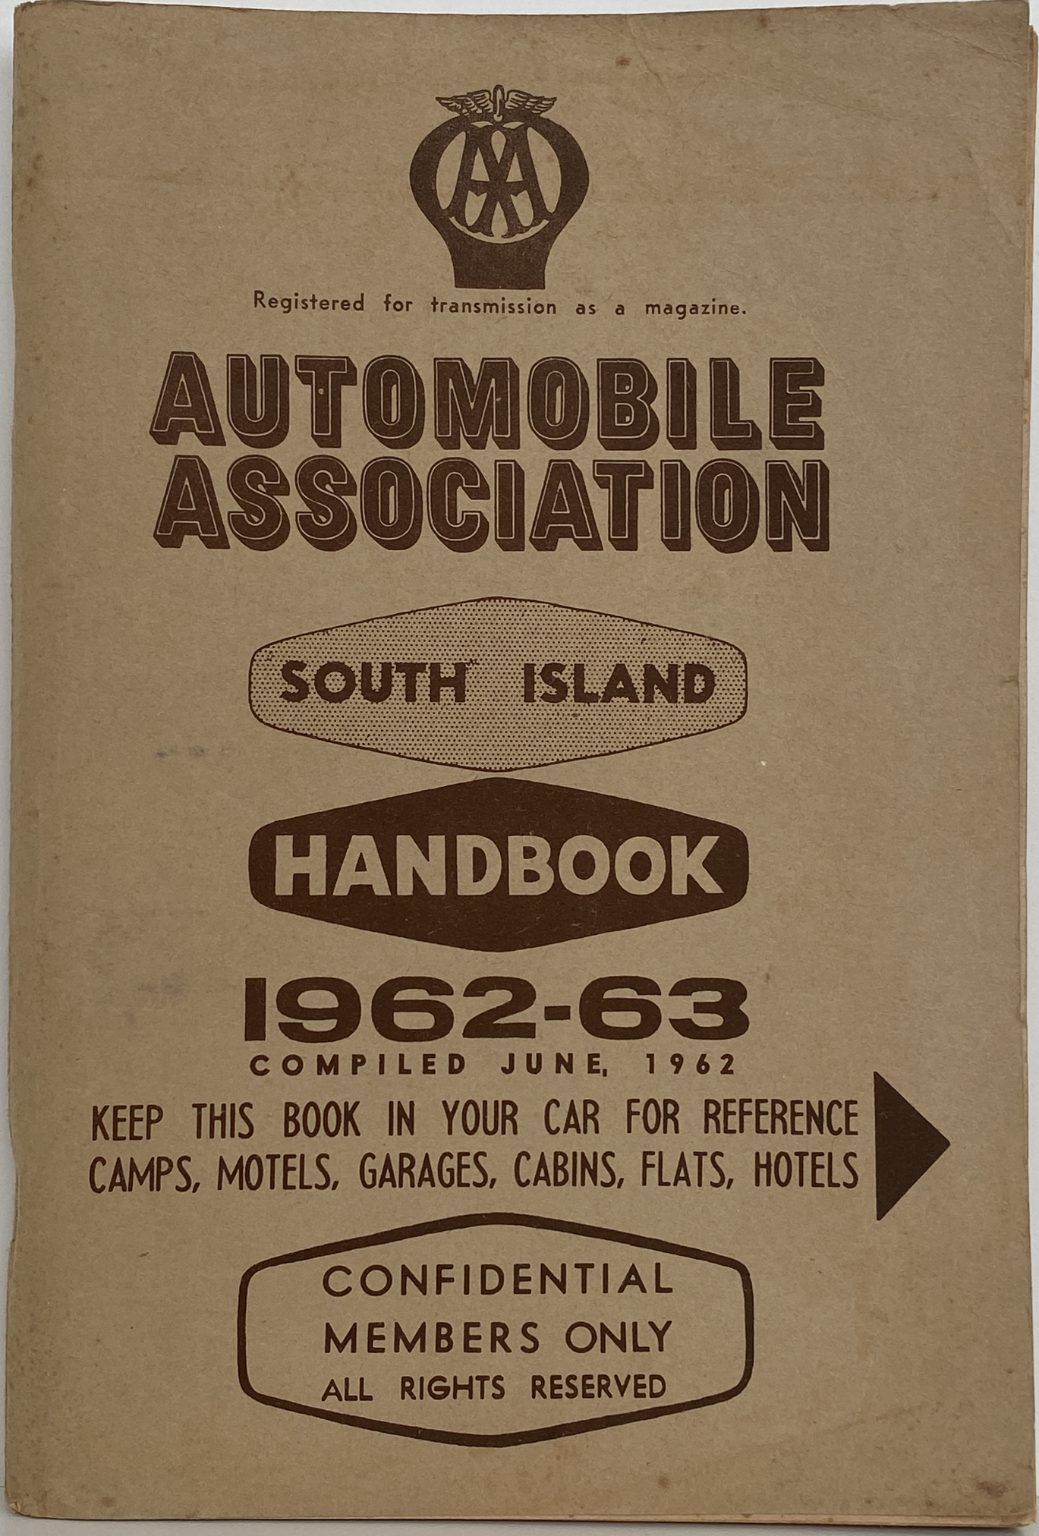 AA
Registered for transmission as a magazine.
AUTOMOBILE
ASSOCIATION
SOUTH ISLAND
HANDBOOK
1962-63
COMPILED JUNE, 1962
KEEP THIS BOOK IN YOUR CAR FOR REFERENCE
CAMPS, MOTELS, GARAGES, CABINS, FLATS, HOTELS
CONFIDENTIAL
MEMBERS ONLY
ALL RIGHTS RESERVED